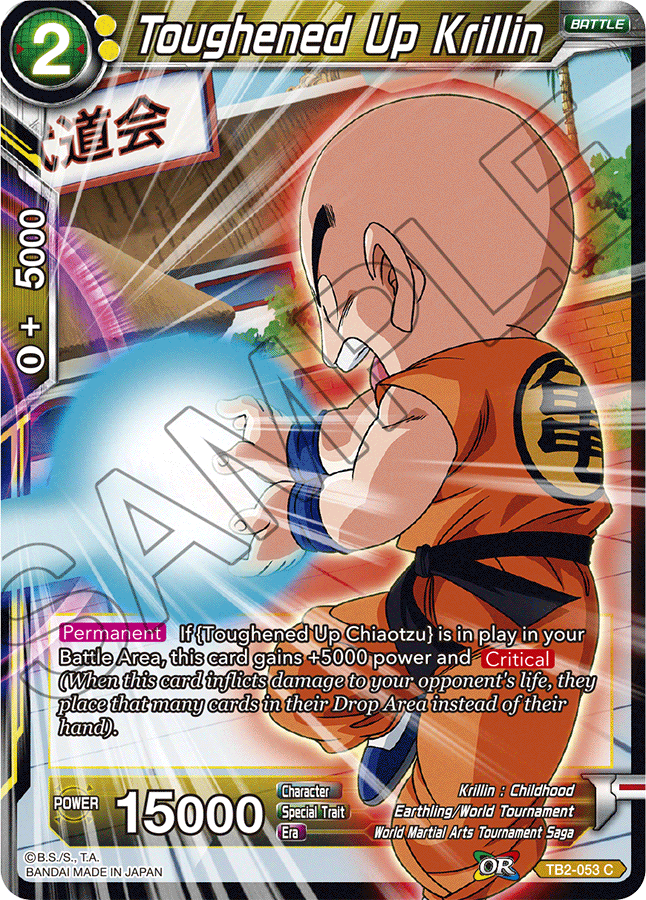 2
Toughened Up Krillin
BATTLE
道会
0 + 5000
亀
SAMPLE
Permanent If {Toughened Up Chiaotzu} is in play in your
Battle Area, this card gains +5000 power and Critical
(When this card inflicts damage to your opponent's life, they
place that many cards in their Drop Area instead of their
hand).
POWER 15000
Character Krillin : Childhood
Special Trait Earthling/World Tournament
Era World Martial Arts Tournament Saga
©B.S./S., T.A.
BANDAI MADE IN JAPAN
OR
TB2-053 C